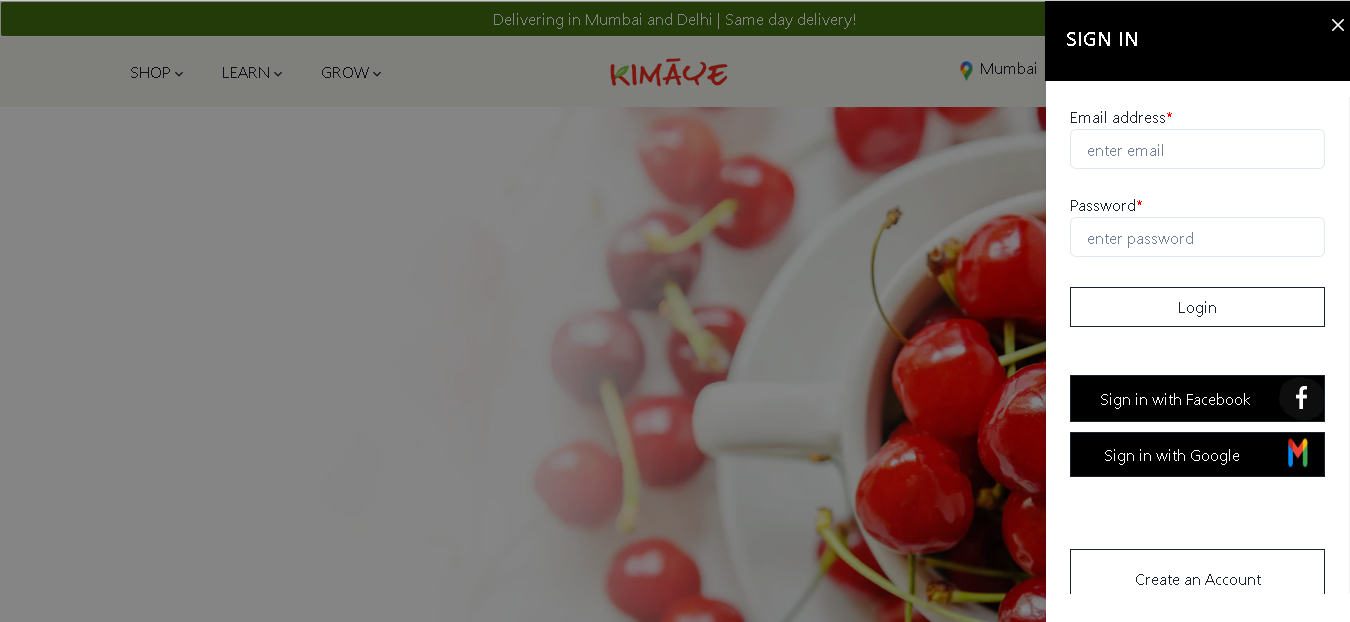 Delivering in Mumbai and Delhi | Same day delivery!
SHOP LEARN GROW KIMĀYE Mumbai
SIGN IN
Email address*
enter email
Password*
enter password
Login
Sign in with Facebook
Sign in with Google
Create an Account